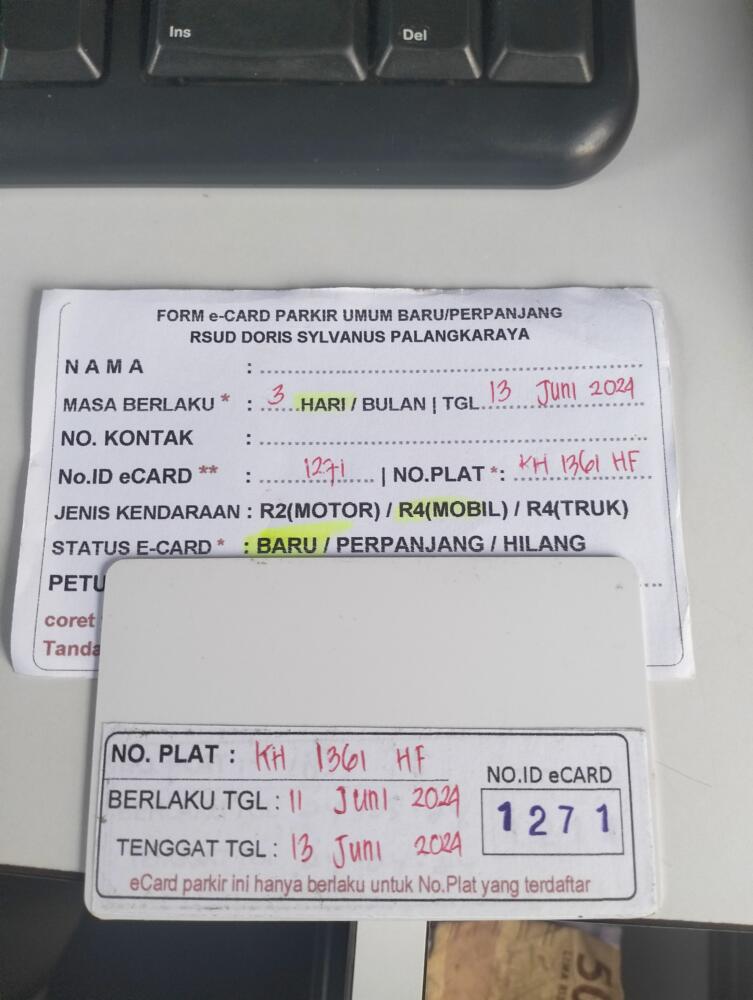 Ins Del
FORM e-CARD PARKIR UMUM BARU/PERPANJANG
RSUD DORIS SYLVANUS PALANGKARAYA
NAMA :
MASA BERLAKU * : 3 HARI / BULAN | TGL 13 Juni 2024
NO. KONTAK :
No.ID eCARD ** : 1271 | NO.PLAT *: KH 1361 HF
JENIS KENDARAAN : R2(MOTOR) / R4(MOBIL) / R4(TRUK)
STATUS E-CARD * : BARU / PERPANJANG / HILANG
PETU
coret
Tanda
NO. PLAT : KH 1361 HF
NO.ID eCARD
BERLAKU TGL : 11 Juni 2024
1271
TENGGAT TGL : 13 Juni 2024
eCard parkir ini hanya berlaku untuk No.Plat yang terdaftar